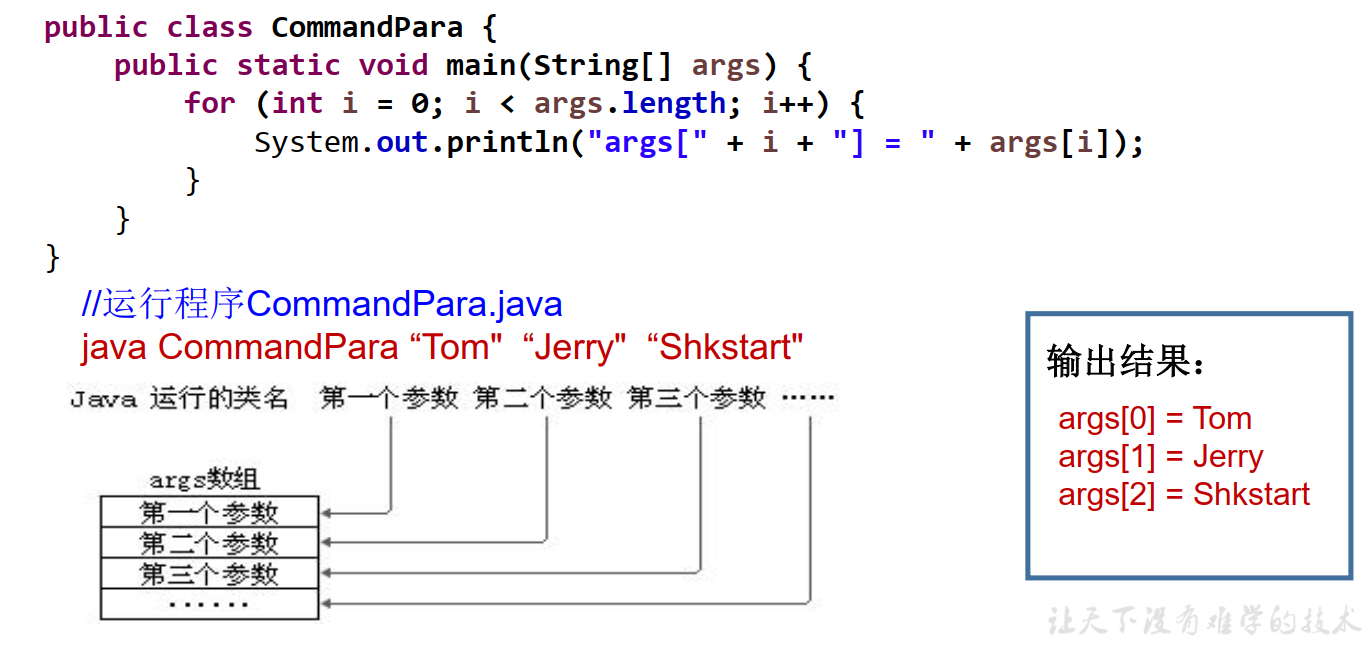 public class CommandPara {
public static void main(String[] args) {
for (int i = 0; i < args.length; i++) {
System.out.println("args[" + i + "] = " + args[i]);
}
}
}
//运行程序CommandPara.java
java CommandPara “Tom" “Jerry" “Shkstart"
Java 运行的类名 第一个参数 第二个参数 第三个参数 ……
args数组
第一个参数
第二个参数
第三个参数
……
输出结果：
args[0] = Tom
args[1] = Jerry
args[2] = Shkstart
让天下没有难学的技术